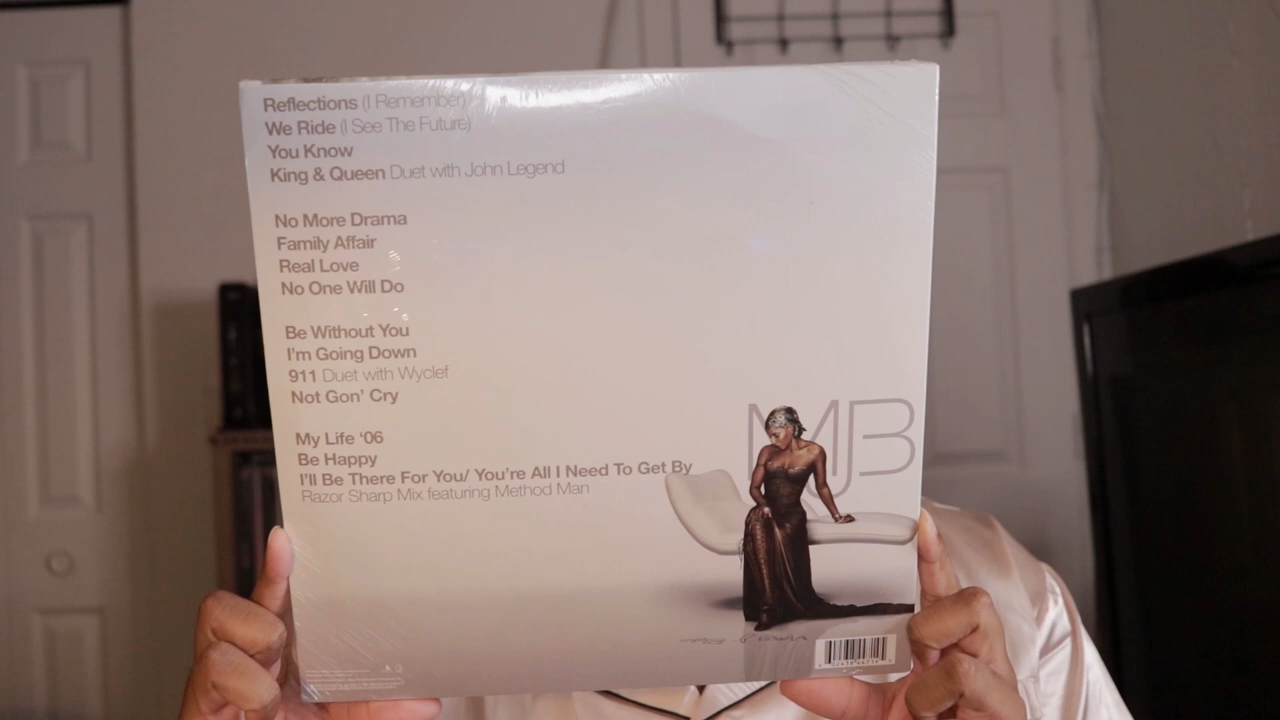 Reflections (I Remember)
We Ride (I See The Future)
You Know
King & Queen Duet with John Legend
No More Drama
Family Affair
Real Love
No One Will Do
Be Without You
I'm Going Down
911 Duet with Wyclef
Not Gon' Cry
My Life ‘06
Be Happy
I'll Be There For You/ You're All I Need To Get By
Razor Sharp Mix featuring Method Man
MJB